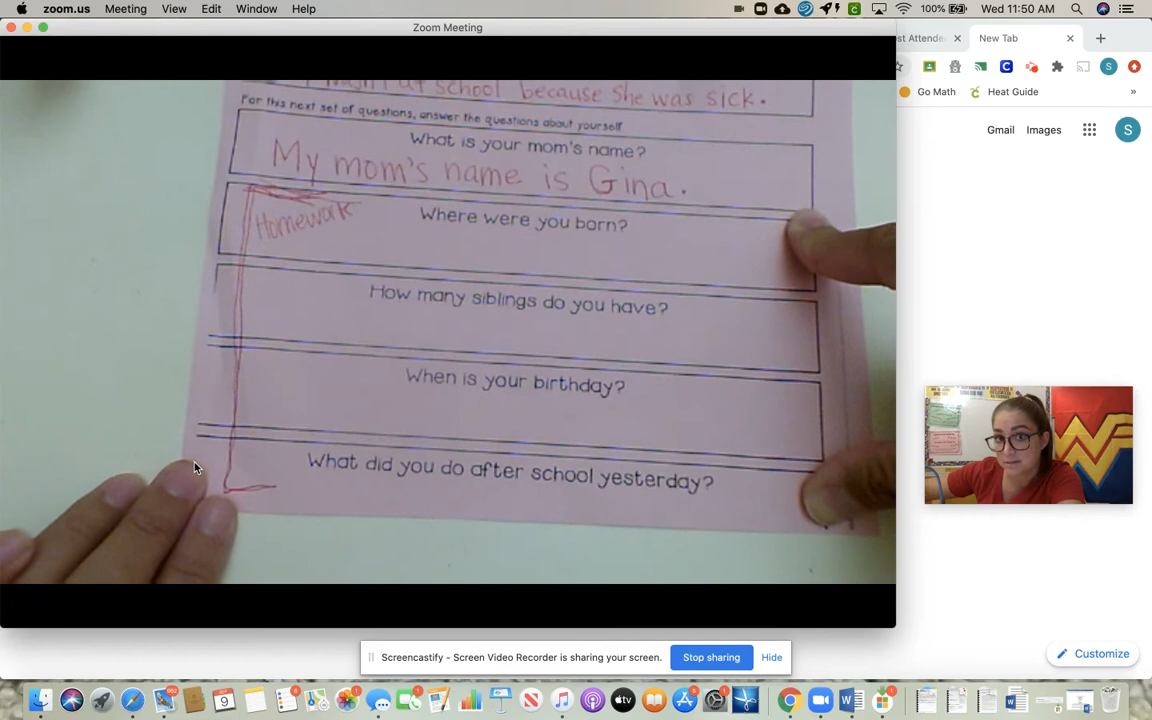 zoom.us Meeting View Edit Window Help
100% Wed 11:50 AM
Zoom Meeting
New Tab
Go Math Heat Guide »
Gmail Images S
at school because she was sick.
For this next set of questions, answer the questions about yourself
What is your mom's name?
My mom's name is Gina.
Homework
Where were you born?
How many siblings do you have?
When is your birthday?
What did you do after school yesterday?
Screencastify - Screen Video Recorder is sharing your screen. Stop sharing Hide
Customize